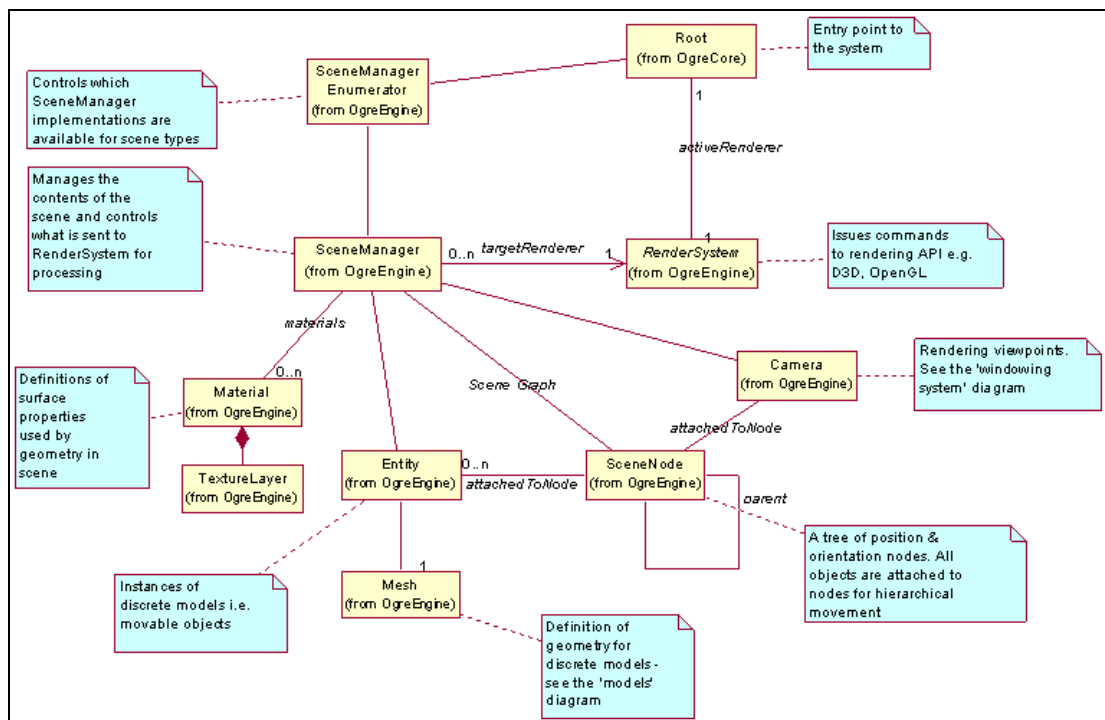 Root
(from OgreCore)
Entry point to
the system
SceneManager
Enumerator
(from OgreEngine)
Controls which
SceneManager
implementations are
available for scene types
1
activeRenderer
Manages the
contents of the
scene and controls
what is sent to
RenderSystem for
processing
SceneManager
(from OgreEngine)
0..n
targetRenderer
1
1
RenderSystem
(from OgreEngine)
Issues commands
to rendering API e.g.
D3D, OpenGL
materials
0..n
Definitions of
surface
properties
used by
geometry in
scene
Material
(from OgreEngine)
Scene Graph
Camera
(from OgreEngine)
Rendering viewpoints.
See the 'windowing
system' diagram
attachedToNode
TextureLayer
(from OgreEngine)
Entity
(from OgreEngine)
0..n
attachedToNode
SceneNode
(from OgreEngine)
parent
A tree of position &
orientation nodes. All
objects are attached to
nodes for hierarchical
movement
Instances of
discrete models i.e.
movable objects
1
Mesh
(from OgreEngine)
Definition of
geometry for
discrete models -
see the 'models'
diagram